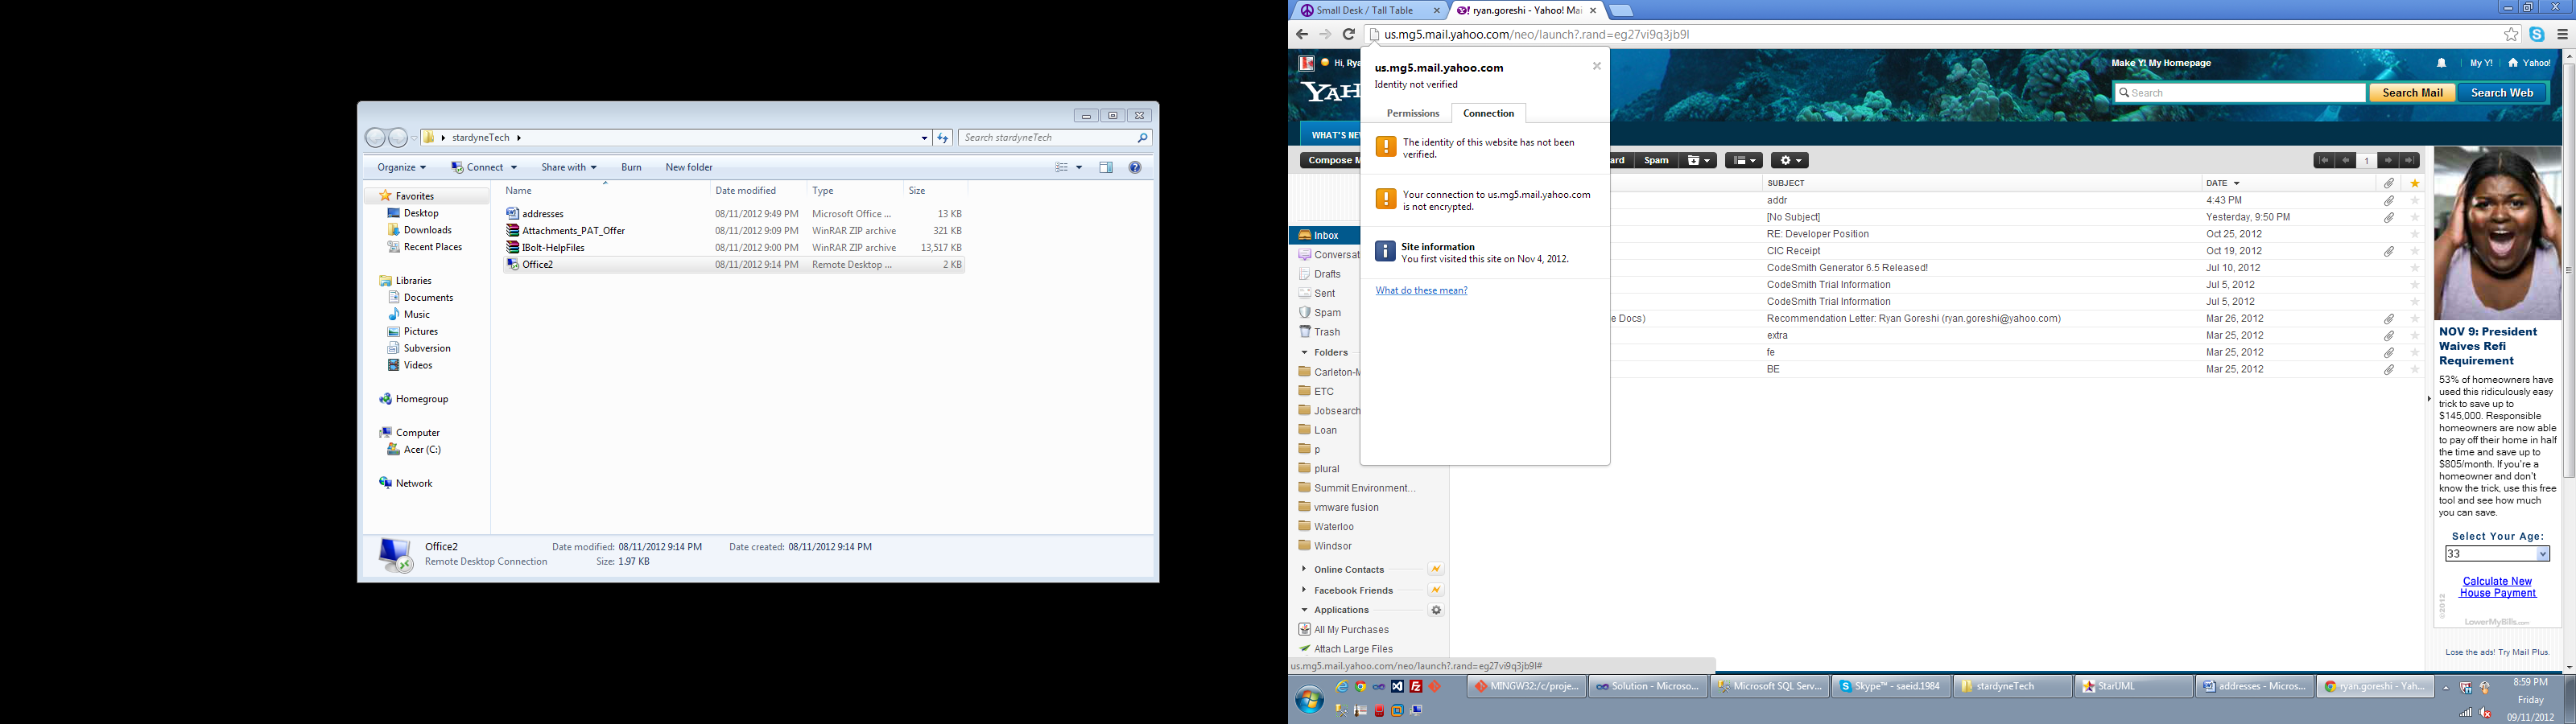 stardyneTech
Search stardyneTech
Organize
Connect
Share with
Burn
New folder
Favorites
Desktop
Downloads
Recent Places
Libraries
Documents
Music
Pictures
Subversion
Videos
Homegroup
Computer
Acer (C:)
Network
Name Date modified Type Size
addresses 08/11/2012 9:49 PM Microsoft Office ... 13 KB
Attachments_PAT_Offer 08/11/2012 9:09 PM WinRAR ZIP archive 321 KB
IBolt-HelpFiles 08/11/2012 9:00 PM WinRAR ZIP archive 13,517 KB
Office2 08/11/2012 9:14 PM Remote Desktop ... 2 KB
Office2 Date modified: 08/11/2012 9:14 PM Date created: 08/11/2012 9:14 PM
Remote Desktop Connection Size: 1.97 KB
Small Desk / Tall Table
ryan.goreshi - Yahoo! Ma
us.mg5.mail.yahoo.com/neo/launch?.rand=eg27vi9q3jb9l
Hi, Rya
YAH
Make Y! My Homepage
My Y!
Yahoo!
Search
Search Mail
Search Web
WHAT'S NE
Compose M
ard
Spam
1
us.mg5.mail.yahoo.com
Identity not verified
Permissions
Connection
The identity of this website has not been
verified.
Your connection to us.mg5.mail.yahoo.com
is not encrypted.
Site information
You first visited this site on Nov 4, 2012.
What do these mean?
Inbox
Conversat
Drafts
Sent
Spam
Trash
Folders
Carleton-M
ETC
Jobsearch
Loan
p
plural
Summit Environment...
vmware fusion
Waterloo
Windsor
Online Contacts
Facebook Friends
Applications
All My Purchases
Attach Large Files
us.mg5.mail.yahoo.com/neo/launch?.rand=eg27vi9q3jb9l#
SUBJECT DATE
addr 4:43 PM
[No Subject] Yesterday, 9:50 PM
RE: Developer Position Oct 25, 2012
CIC Receipt Oct 19, 2012
CodeSmith Generator 6.5 Released! Jul 10, 2012
CodeSmith Trial Information Jul 5, 2012
CodeSmith Trial Information Jul 5, 2012
e Docs) Recommendation Letter: Ryan Goreshi (ryan.goreshi@yahoo.com) Mar 26, 2012
extra Mar 25, 2012
fe Mar 25, 2012
BE Mar 25, 2012
NOV 9: President
Waives Refi
Requirement
53% of homeowners have
used this ridiculously easy
trick to save up to
$145,000. Responsible
homeowners are now able
to pay off their home in half
the time and save up to
$805/month. If you're a
homeowner and don't
know the trick, use this free
tool and see how much
you can save.
Select Your Age:
33
Calculate New
House Payment
©2012
LowerMyBills.com
Lose the ads! Try Mail Plus.
MINGW32:/c/proje...
Solution - Microso...
Microsoft SQL Serv...
Skype™ - saeid.1984
stardyneTech
StarUML
addresses - Micros...
ryan.goreshi - Yah...
8:59 PM
Friday
09/11/2012